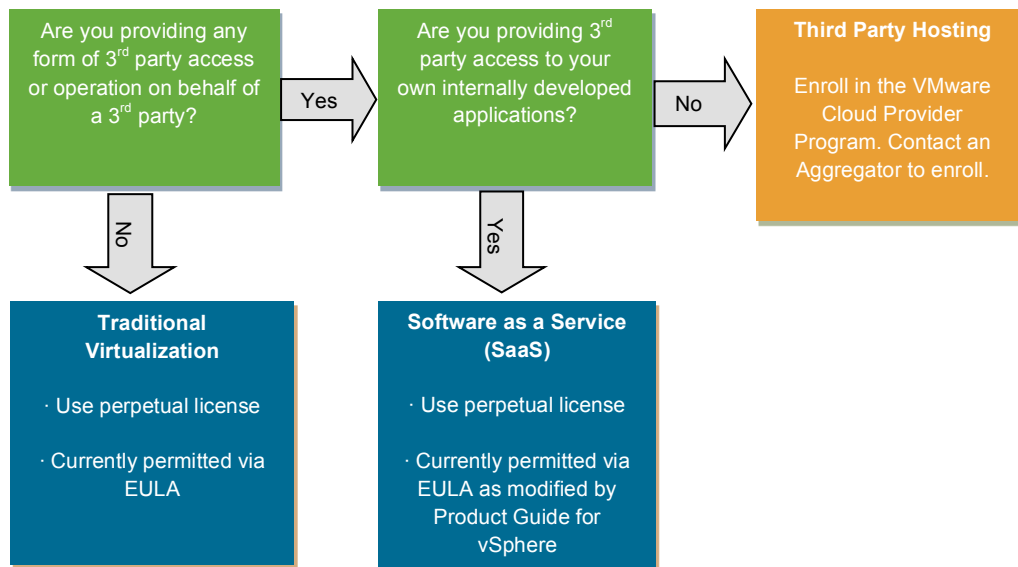 Are you providing any
form of 3rd party access
or operation on behalf of
a 3rd party?
Yes
Are you providing 3rd
party access to your
own internally developed
applications?
No
Third Party Hosting
Enroll in the VMware
Cloud Provider
Program. Contact an
Aggregator to enroll.
No
Yes
Traditional
Virtualization
· Use perpetual license
· Currently permitted via
EULA
Software as a Service
(SaaS)
· Use perpetual license
· Currently permitted via
EULA as modified by
Product Guide for
vSphere